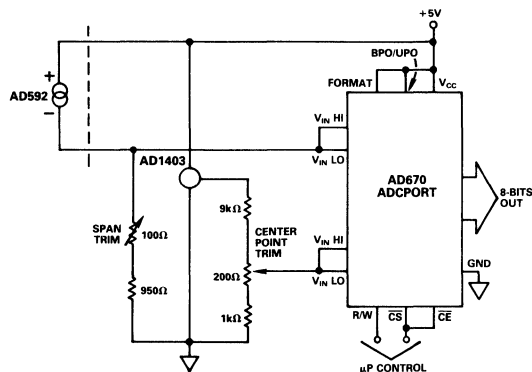 +5V
BPO/UPO
FORMAT
VCC
+
AD592
−
VIN HI
VIN LO
AD1403
AD670
ADCPORT
8-BITS
OUT
9kΩ
SPAN
TRIM
100Ω
CENTER
POINT
TRIM
VIN HI
200Ω
VIN LO
GND
950Ω
1kΩ
R/W
CS
CE
μP CONTROL